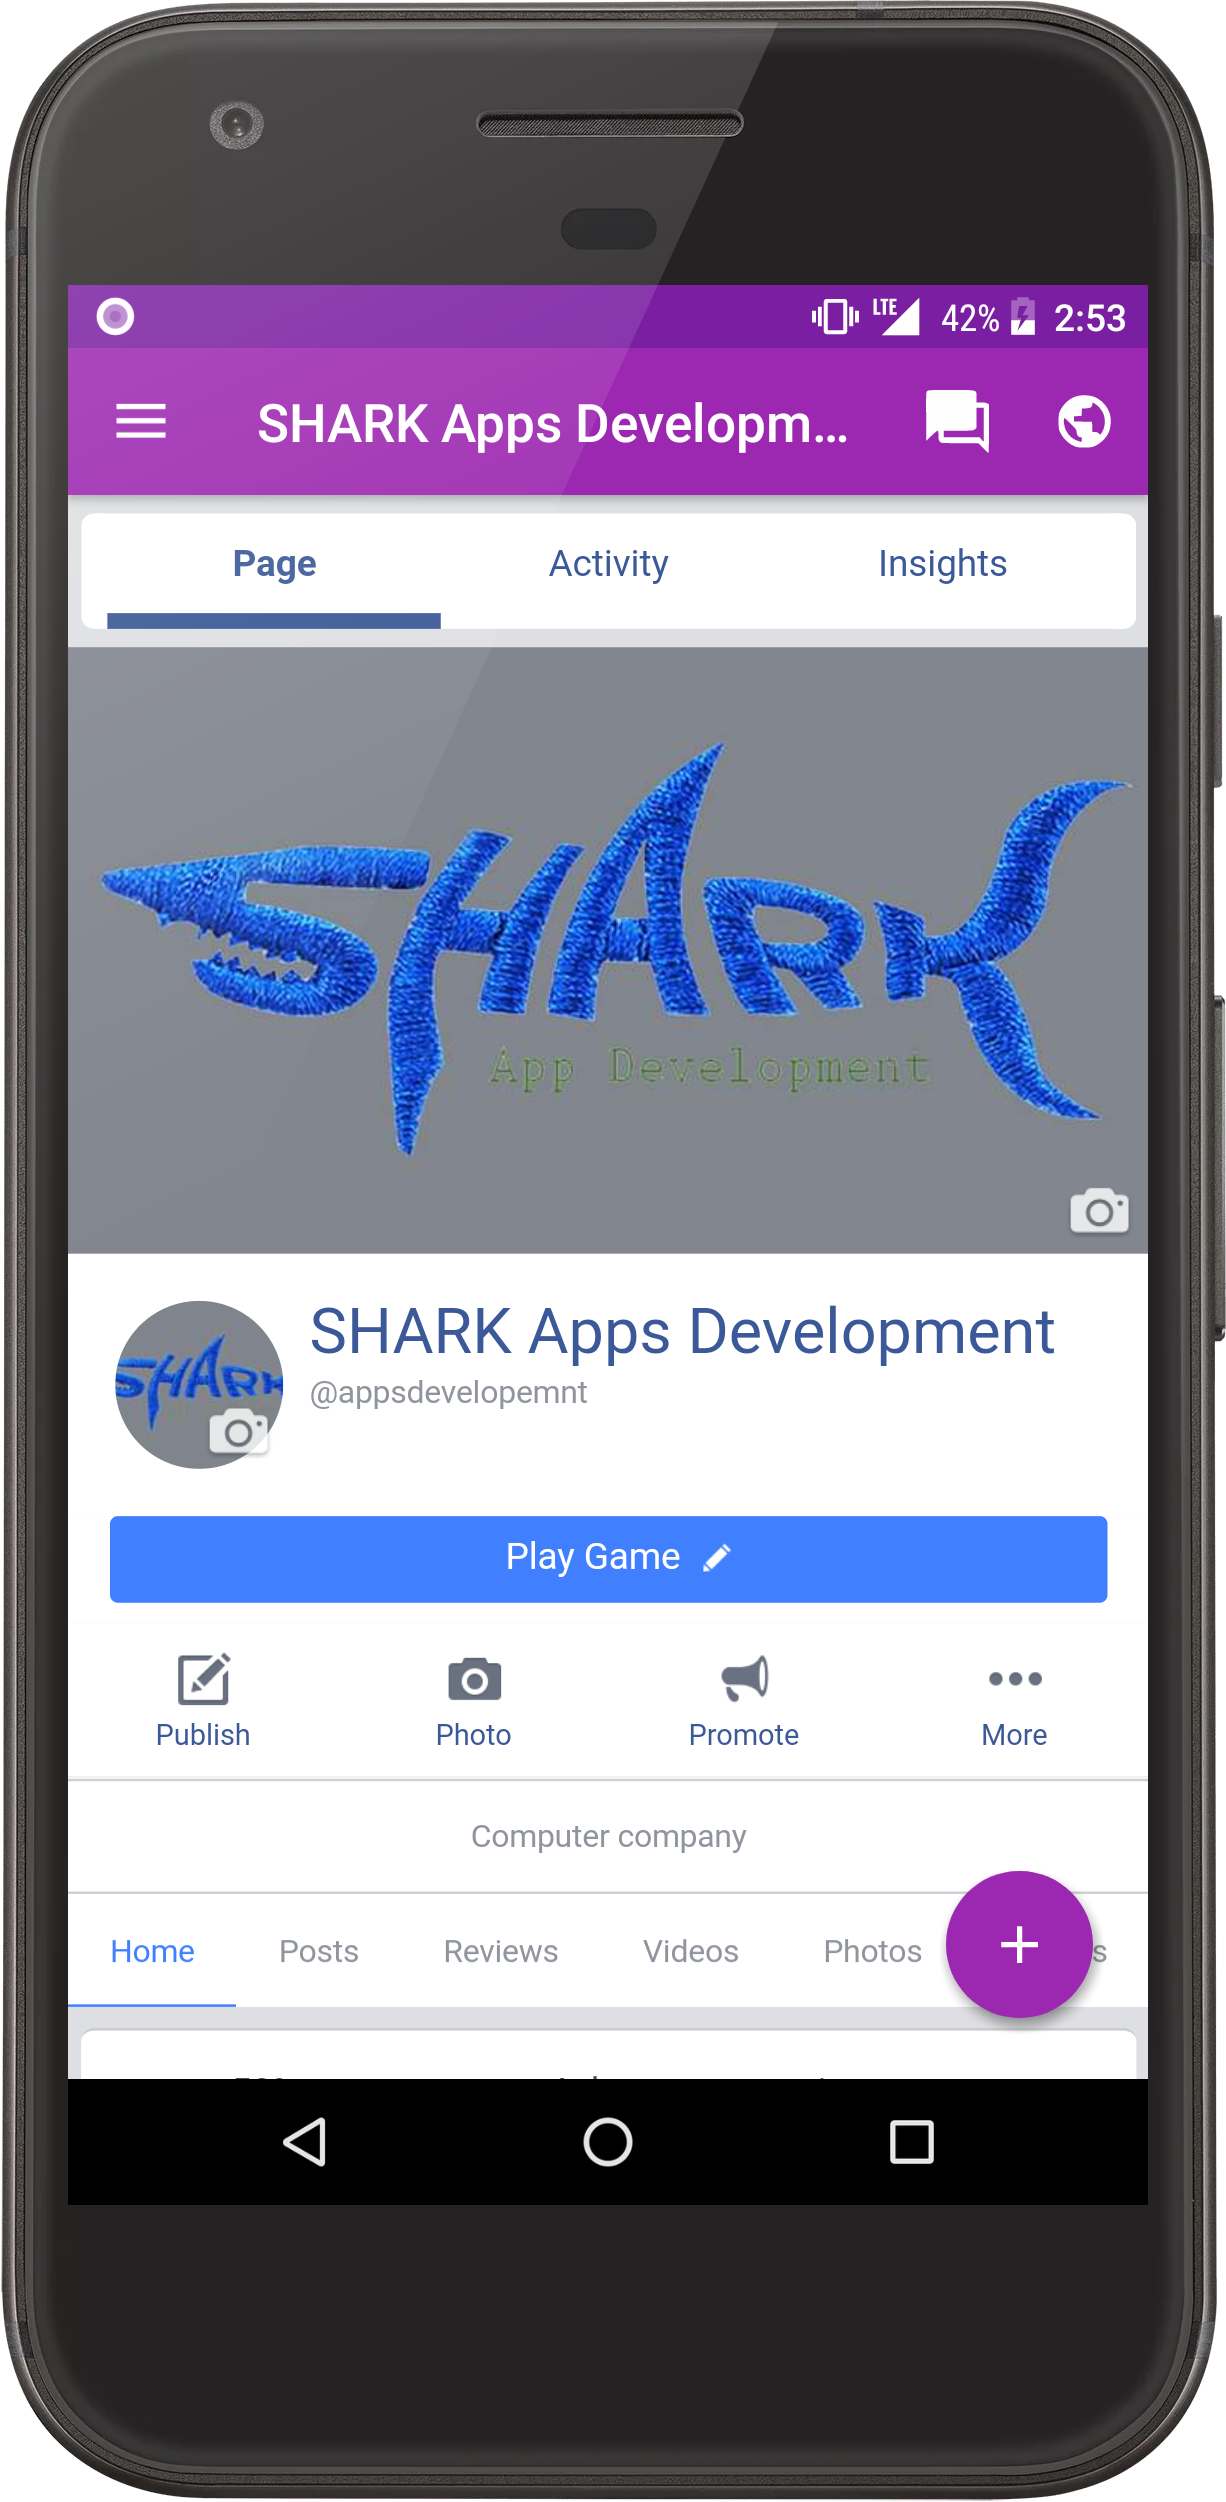 LTE 42% 2:53
SHARK Apps Developm...
Page Activity Insights
SHARK
App Development
SHARK Apps Development
@appsdevelopemnt
SHARK
Play Game
Publish Photo Promote More
Computer company
Home Posts Reviews Videos Photos